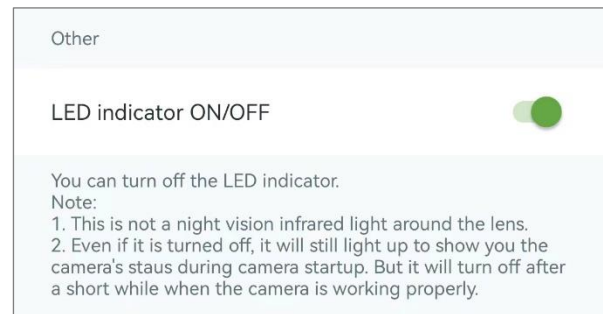 Other
LED indicator ON/OFF
You can turn off the LED indicator.
Note:
1. This is not a night vision infrared light around the lens.
2. Even if it is turned off, it will still light up to show you the
camera's staus during camera startup. But it will turn off after
a short while when the camera is working properly.